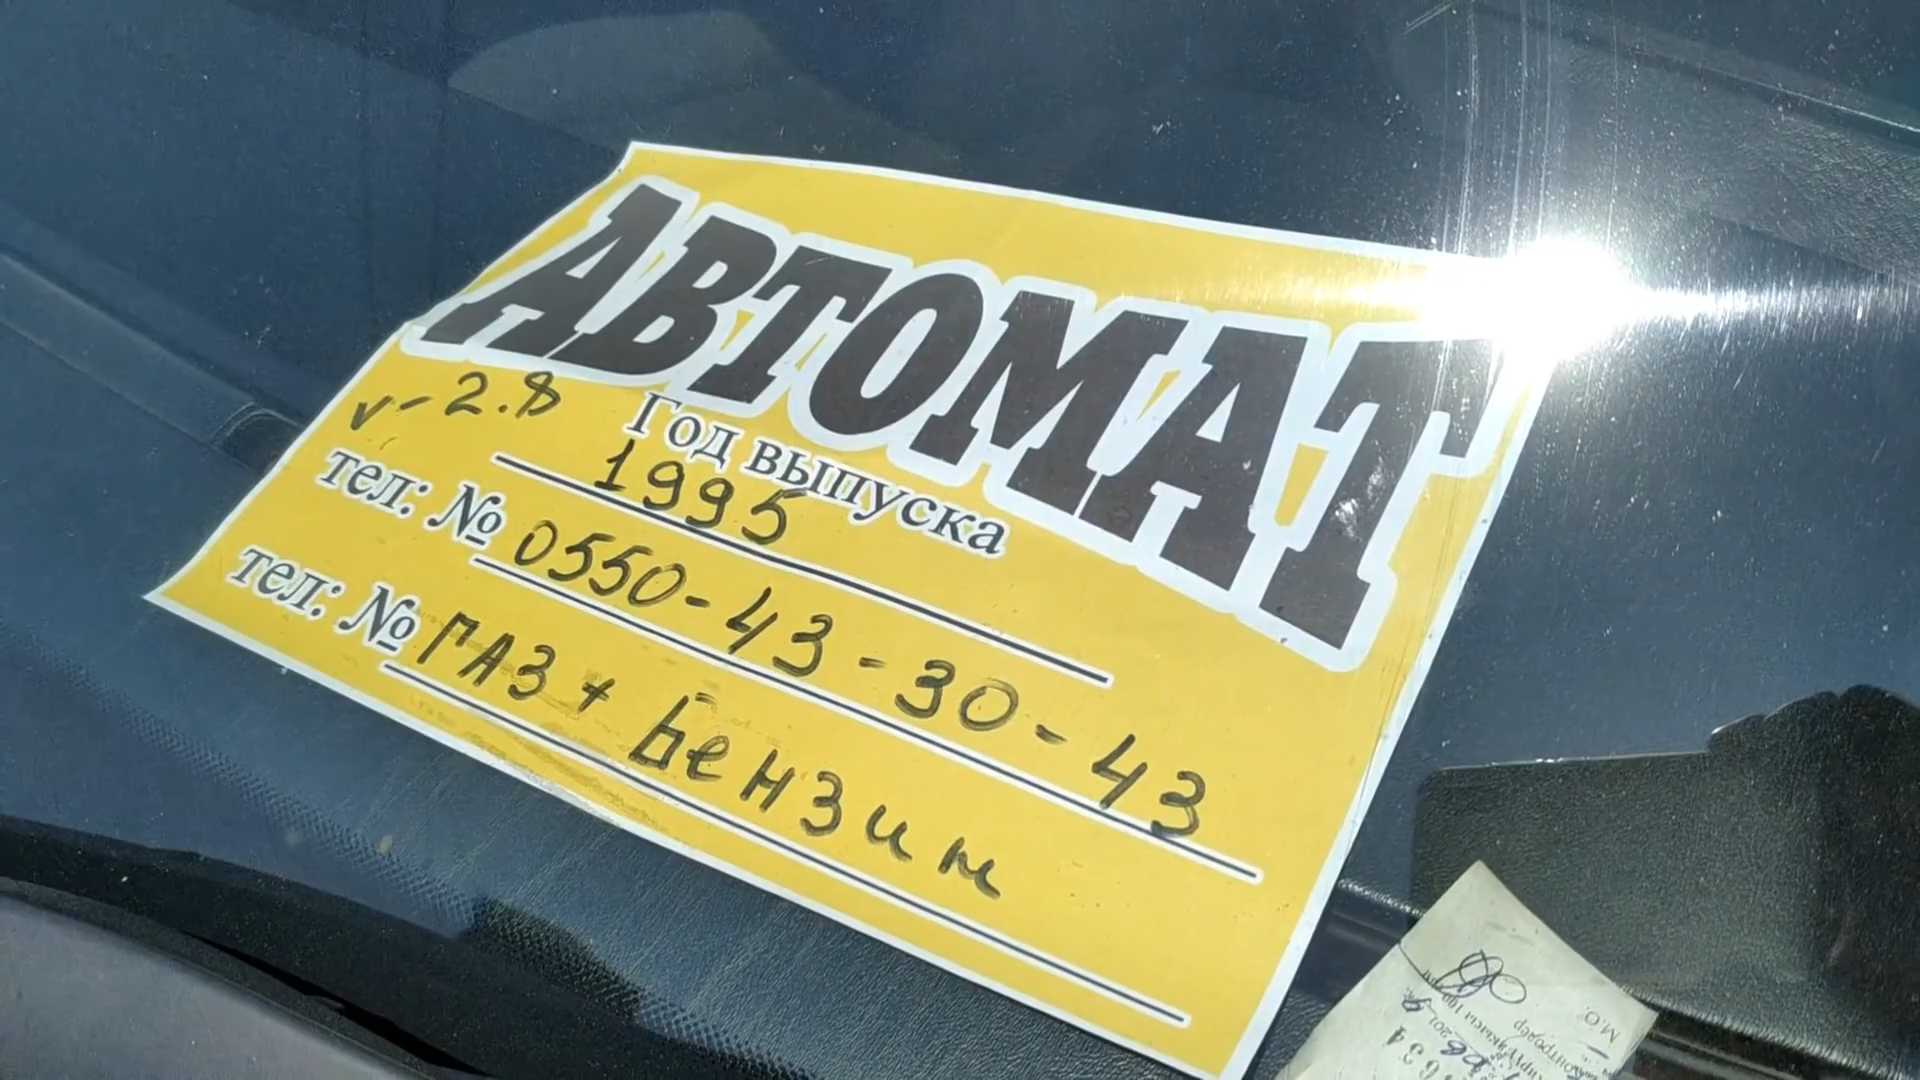 АВТОМАТ
v-2.8 Год выпуска
1995
тел: № 0550-43-30-43
тел: № ГАЗ + Бензин
М.О.